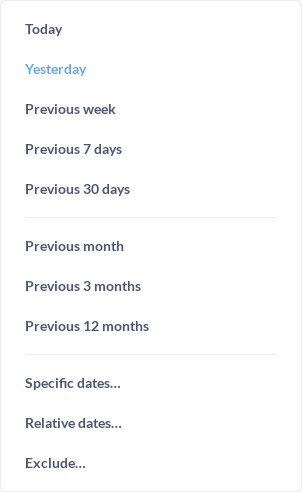 Today
Yesterday
Previous week
Previous 7 days
Previous 30 days
Previous month
Previous 3 months
Previous 12 months
Specific dates...
Relative dates...
Exclude...